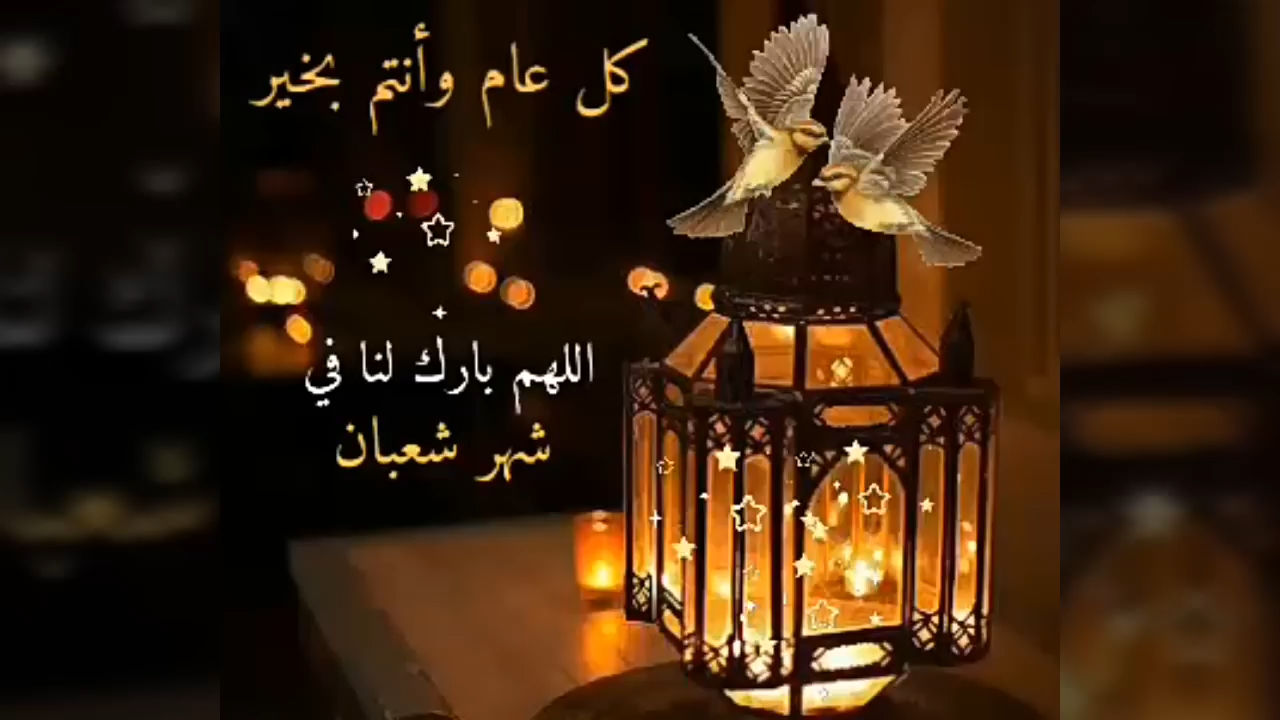 كل عام وأنتم بخير
اللهم بارك لنا في
شهر شعبان